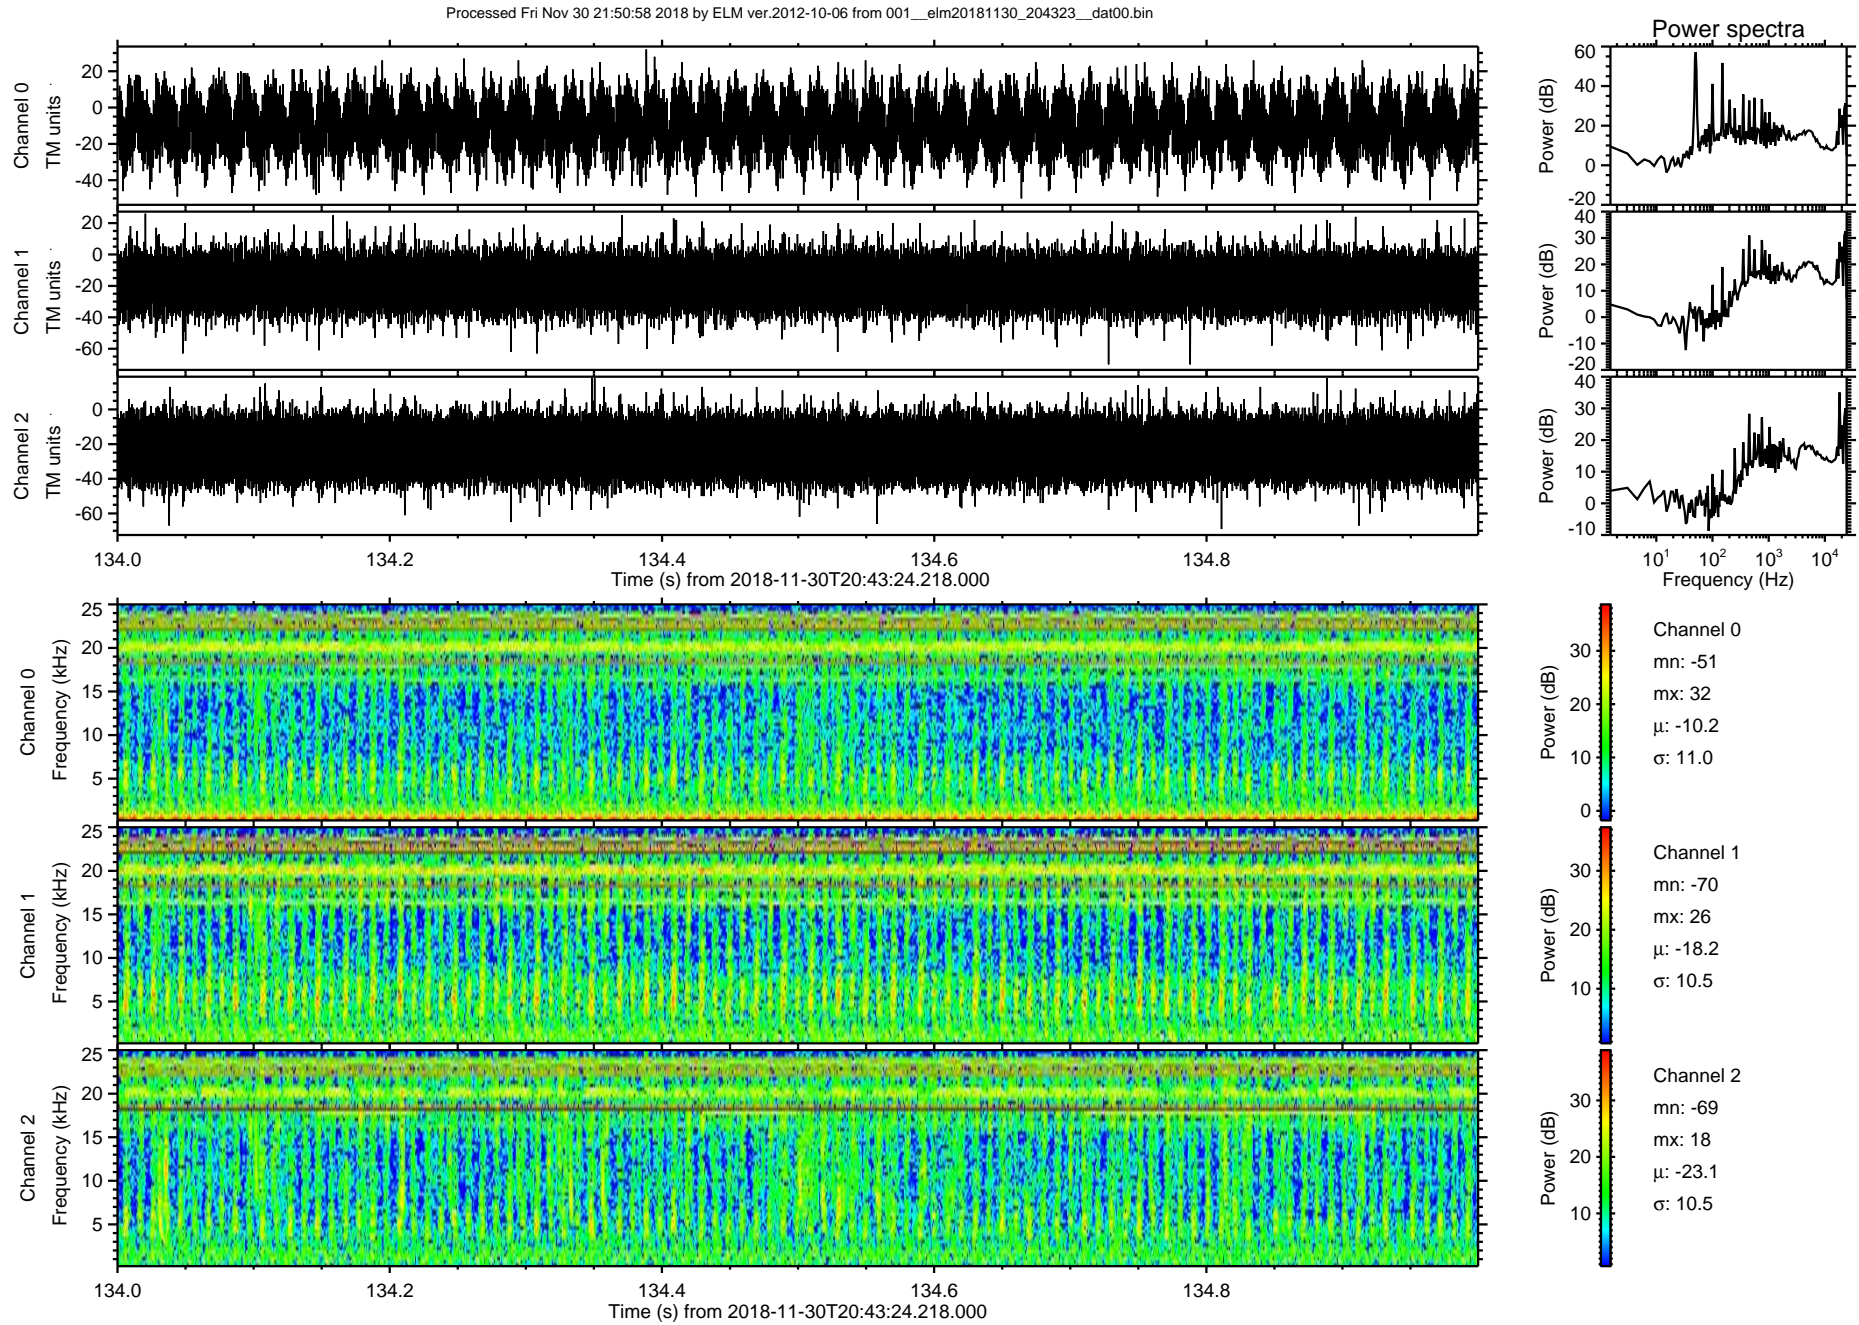 Processed Fri Nov 30 21:50:58 2018 by ELM ver.2012-10-06 from 001__elm20181130_204323__dat00.bin
Power spectra
Channel 0
TM units
20
0
-20
-40
Power (dB)
60
40
20
0
-20
Channel 1
TM units
20
0
-20
-40
-60
Power (dB)
40
30
20
10
0
-10
-20
Channel 2
TM units
0
-20
-40
-60
Power (dB)
40
30
20
10
0
-10
134.0 134.2 134.4 134.6 134.8
Time (s) from 2018-11-30T20:43:24.218.000
10^1 10^2 10^3 10^4
Frequency (Hz)
Channel 0
Frequency (kHz)
25
20
15
10
5
Power (dB)
30
20
10
0
Channel 0
mn: -51
mx: 32
μ: -10.2
σ: 11.0
Channel 1
Frequency (kHz)
25
20
15
10
5
Power (dB)
30
20
10
Channel 1
mn: -70
mx: 26
μ: -18.2
σ: 10.5
Channel 2
Frequency (kHz)
25
20
15
10
5
Power (dB)
30
20
10
Channel 2
mn: -69
mx: 18
μ: -23.1
σ: 10.5
134.0 134.2 134.4 134.6 134.8
Time (s) from 2018-11-30T20:43:24.218.000